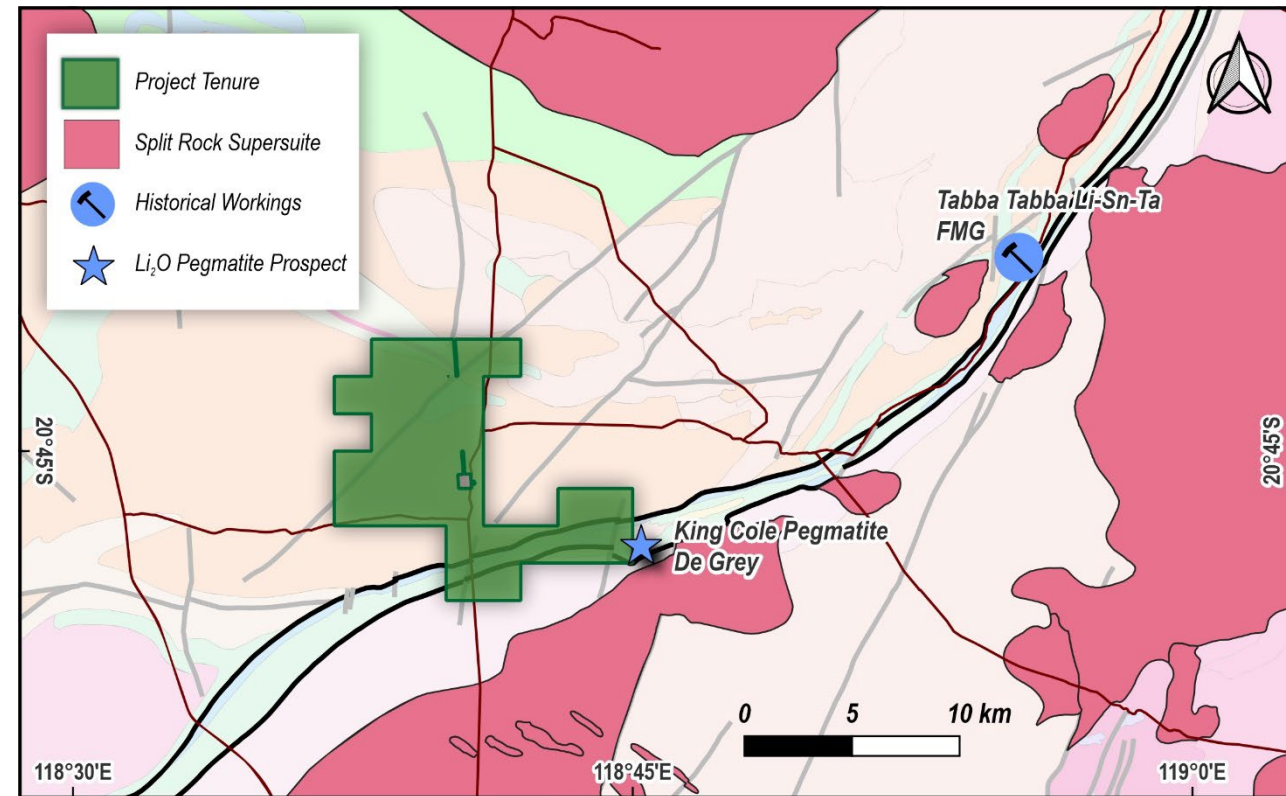 Project Tenure
Split Rock Supersuite
Historical Workings
Li₂O Pegmatite Prospect
Tabba Tabba Li-Sn-Ta
FMG
20°45'S
20°45'S
King Cole Pegmatite
De Grey
0 5 10 km
118°30'E
118°45'E
119°0'E